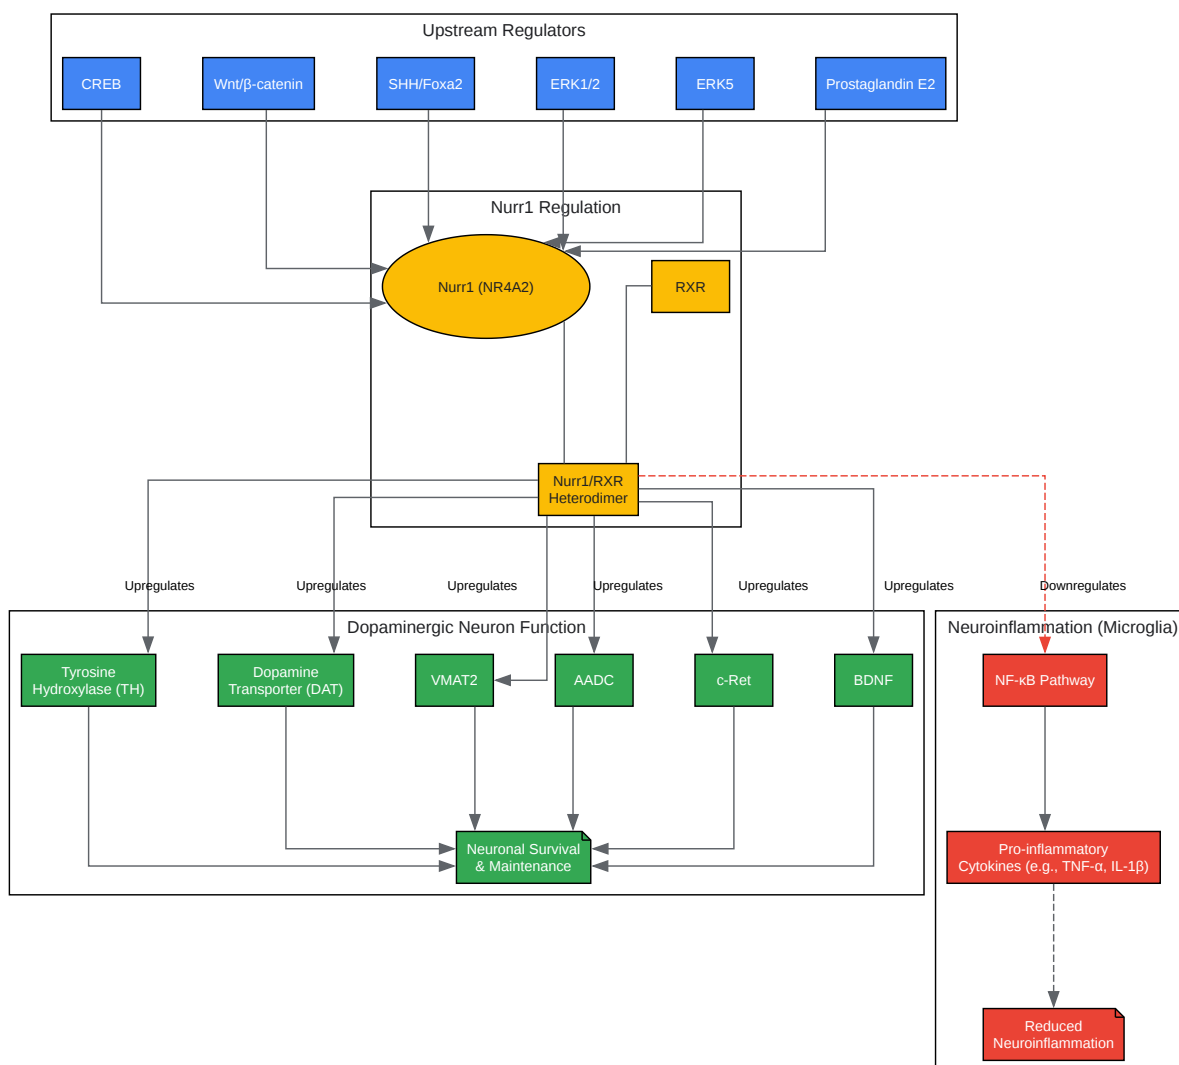 Upstream Regulators
CREB
Wnt/β-catenin
SHH/Foxa2
ERK1/2
ERK5
Prostaglandin E2
Nurr1 Regulation
Nurr1 (NR4A2)
RXR
Nurr1/RXR
Heterodimer
Upregulates
Upregulates
Upregulates
Upregulates
Upregulates
Upregulates
Downregulates
Dopaminergic Neuron Function
Neuroinflammation (Microglia)
Tyrosine
Hydroxylase (TH)
Dopamine
Transporter (DAT)
VMAT2
AADC
c-Ret
BDNF
NF-κB Pathway
Neuronal Survival
& Maintenance
Pro-inflammatory
Cytokines (e.g., TNF-α, IL-1β)
Reduced
Neuroinflammation